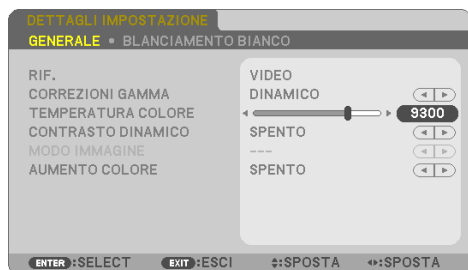 DETTAGLI IMPOSTAZIONE
GENERALE • BLANCIAMENTO BIANCO
RIF. VIDEO
CORREZIONI GAMMA DINAMICO
TEMPERATURA COLORE 9300
CONTRASTO DINAMICO SPENTO
MODO IMMAGINE ---
AUMENTO COLORE SPENTO
ENTER :SELECT EXIT :ESCI :SPOSTA :SPOSTA